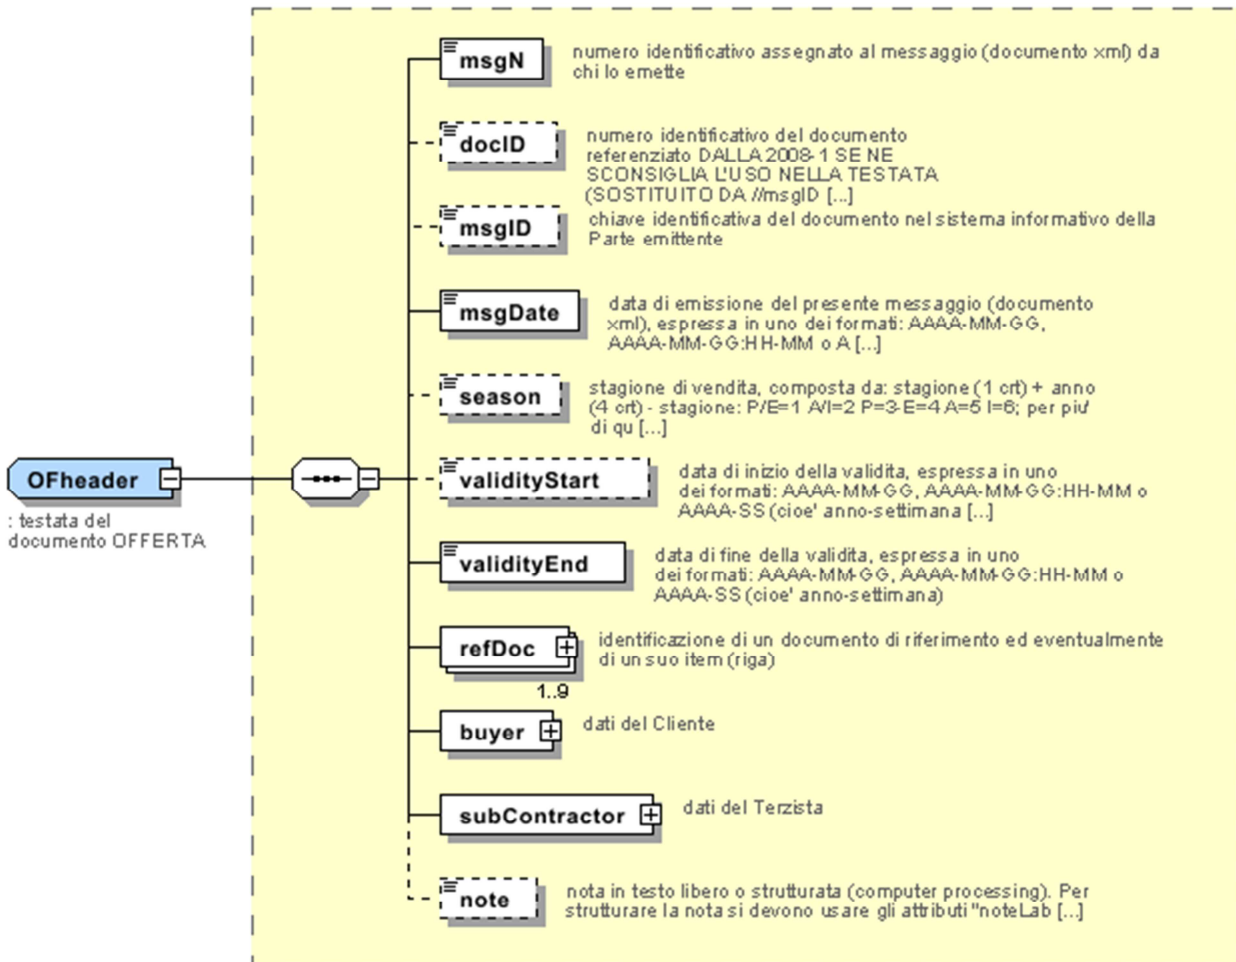 msgN
numero identificativo assegnato al messaggio (documento xml) da
chi lo emette
docID
numero identificativo del documento
referenziato DALLA 2008-1 SE NE
SCONSIGLIA L'USO NELLA TESTATA
(SOSTITUITO DA //msgID [...]
msgID
chiave identificativa del documento nel sistema informativo della
Parte emittente
msgDate
data di emissione del presente messaggio (documento
xml), espressa in uno dei formati: AAAA-MM-GG,
AAAA-MM-GG:HH-MM o A [...]
season
stagione di vendita, composta da: stagione (1 crt) + anno
(4 crt) - stagione: P/E=1 A/I=2 P=3 E=4 A=5 I=6; per piu'
di qu [...]
OFheader
: testata del
documento OFFERTA
validityStart
data di inizio della validita, espressa in uno
dei formati: AAAA-MM-GG, AAAA-MM-GG:HH-MM o
AAAA-SS (cioe' anno-settimana [...]
validityEnd
data di fine della validita, espressa in uno
dei formati: AAAA-MM-GG, AAAA-MM-GG:HH-MM o
AAAA-SS (cioe' anno-settimana)
refDoc
1..9
identificazione di un documento di riferimento ed eventualmente
di un suo item (riga)
buyer
dati del Cliente
subContractor
dati del Terzista
note
nota in testo libero o strutturata (computer processing). Per
strutturare la nota si devono usare gli attributi "noteLab [...]